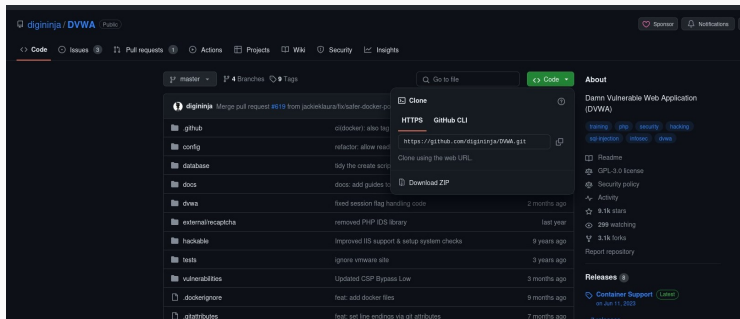 digininja / DVWA Public
Sponsor
Notifications
Code
Issues 3
Pull requests 1
Actions
Projects
Wiki
Security
Insights
master
4 Branches
9 Tags
Go to file
Code
digininja Merge pull request #619 from jackieklaura/fix/safer-docker-po
.github ci(docker): also tag
config refactor: allow read
database tidy the create scrip
docs docs: add guides to
dvwa fixed session flag handling code 2 months ago
external/recaptcha removed PHP IDS library last year
hackable Improved IIS support & setup system checks 9 years ago
tests ignore vmware site 3 years ago
vulnerabilities Updated CSP Bypass Low 3 months ago
.dockerignore feat: add docker files 9 months ago
.gitattributes feat: set line endings via git attributes 7 months ago
Clone
HTTPS GitHub CLI
https://github.com/digininja/DVWA.git
Clone using the web URL.
Download ZIP
About
Damn Vulnerable Web Application
(DVWA)
training php security hacking
sql-injection infosec dvwa
Readme
GPL-3.0 license
Security policy
Activity
9.1k stars
299 watching
3.1k forks
Report repository
Releases 8
Container Support Latest
on Jun 11, 2023